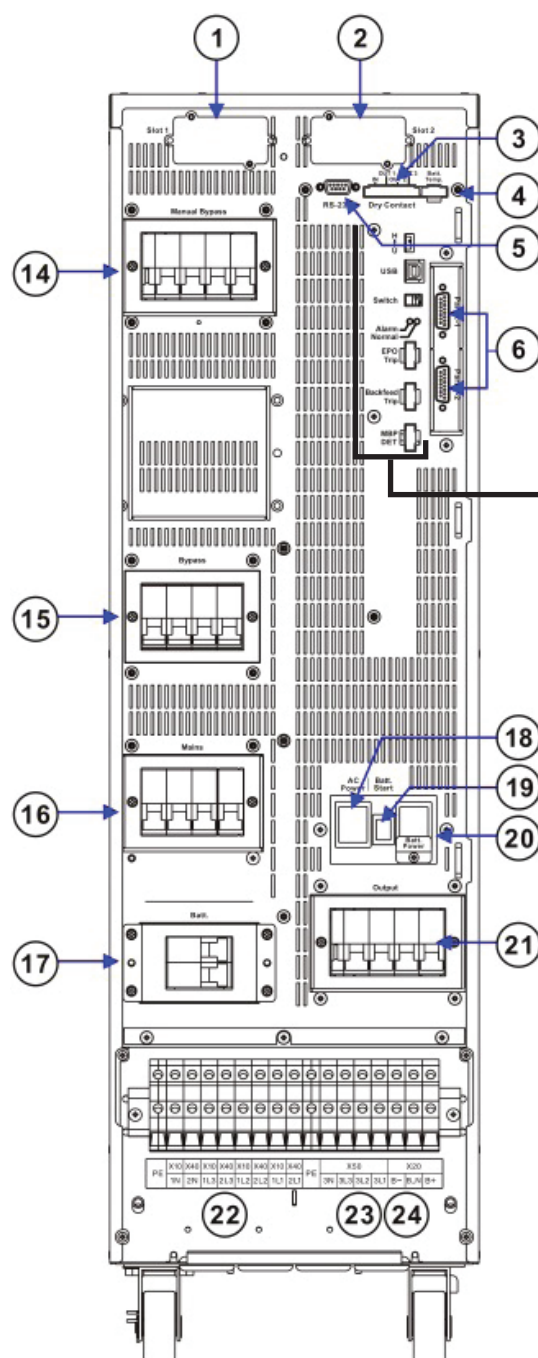 1
2
Slot 1
Slot 2
3
Batt.
Temp.
4
RS-23
Dry Contact
5
Manual Bypass
14
USB
Switch
6
Alarm
Normal
EPO
Trip
Backfeed
Trip
MBP
DET
Bypass
15
18
AC
Power
Batt.
Start
19
Mains
16
20
Batt.
Power
Output
Batt.
17
21
PE X10 X40 X10 X40 X10 X40 X10 X40 PE X50 X20
1N 2N 1L3 2L3 1L2 2L2 1L1 2L1 3N 3L3 3L2 3L1 B- B_N B+
22
23
24